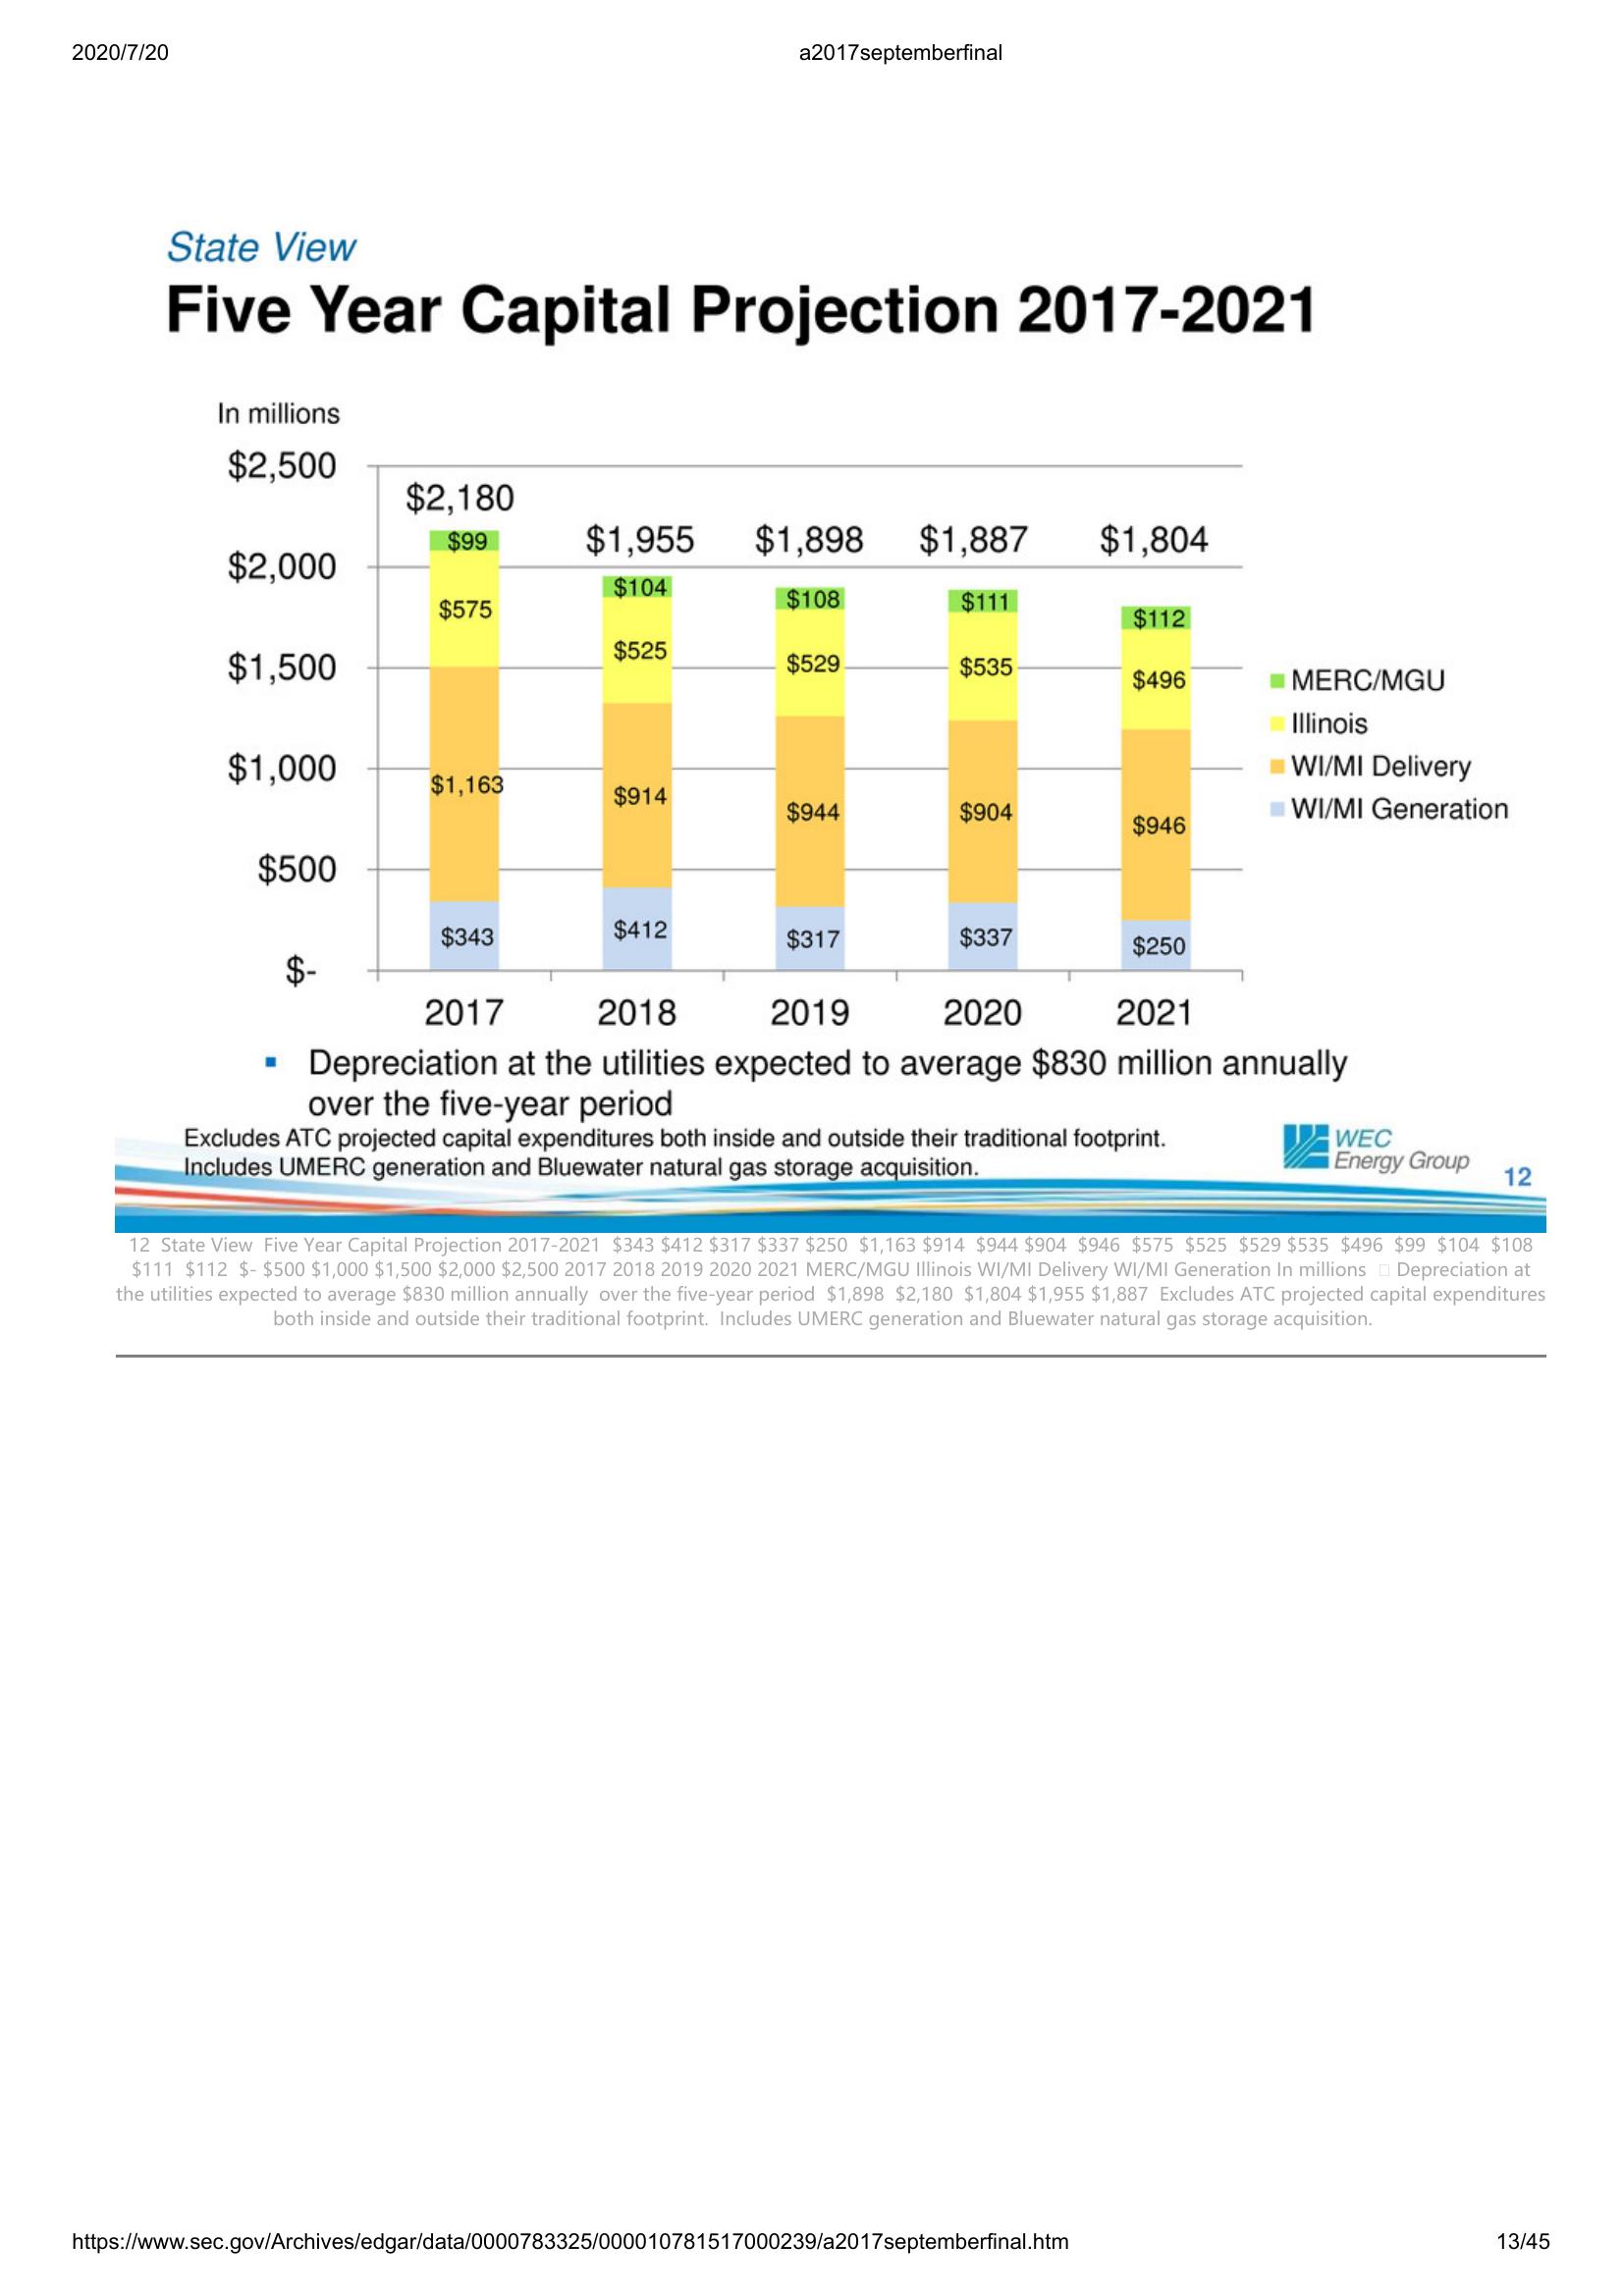 2020/7/20
a2017septemberfinal
State View
Five Year Capital Projection 2017-2021
In millions
$2,500
$2,000
$1,500
$1,000
$500
$-
$2,180
$1,955
$1,898
$1,887
$1,804
$99
$104
$108
$111
$112
$575
$525
$529
$535
$496
$1,163
$914
$944
$904
$946
$343
$412
$317
$337
$250
MERC/MGU
Illinois
WI/MI Delivery
WI/MI Generation
2017
2018
2019
2020
2021
▪ Depreciation at the utilities expected to average $830 million annually
over the five-year period
Excludes ATC projected capital expenditures both inside and outside their traditional footprint.
Includes UMERC generation and Bluewater natural gas storage acquisition.
WEC
Energy Group
12
12 State View Five Year Capital Projection 2017-2021 $343 $412 $317 $337 $250 $1,163 $914 $944 $904 $946 $575 $525 $529 $535 $496 $99 $104 $108
$111 $112 $- $500 $1,000 $1,500 $2,000 $2,500 2017 2018 2019 2020 2021 MERC/MGU Illinois WI/MI Delivery WI/MI Generation In millions Depreciation at
the utilities expected to average $830 million annually over the five-year period $1,898 $2,180 $1,804 $1,955 $1,887 Excludes ATC projected capital expenditures
both inside and outside their traditional footprint. Includes UMERC generation and Bluewater natural gas storage acquisition.
https://www.sec.gov/Archives/edgar/data/0000783325/000010781517000239/a2017septemberfinal.htm
13/45